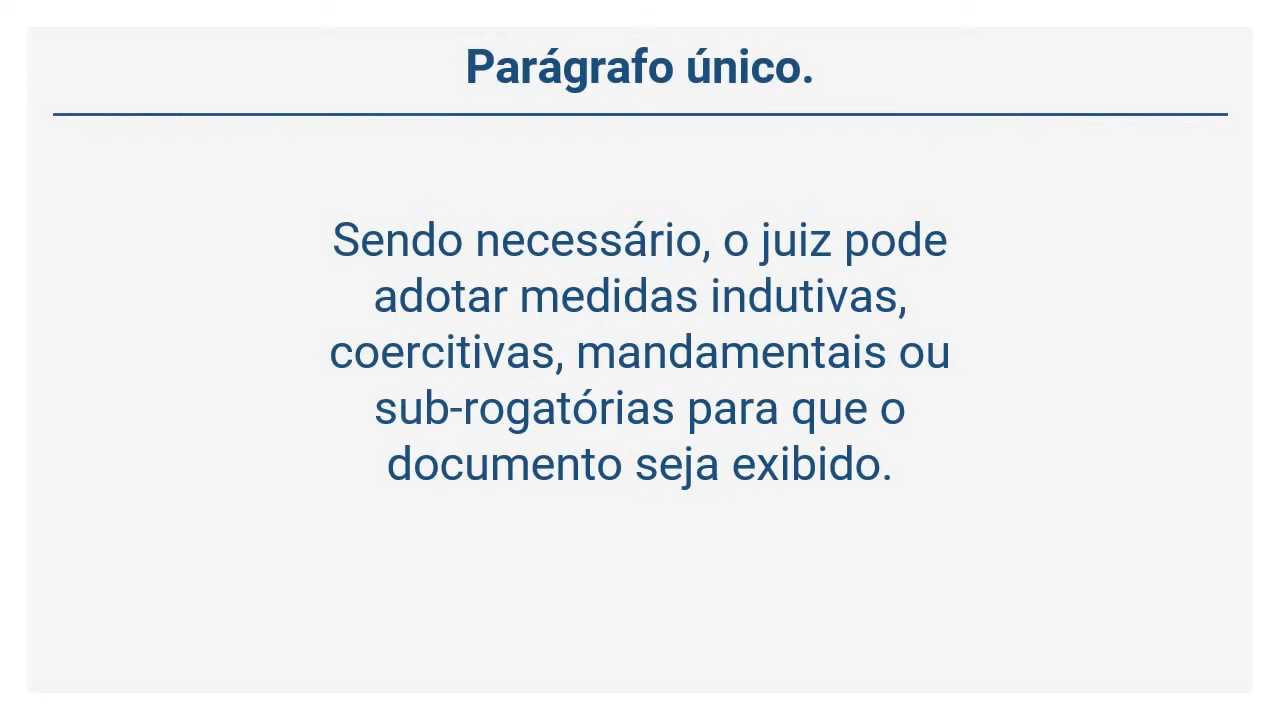 Parágrafo único.
Sendo necessário, o juiz pode
adotar medidas indutivas,
coercitivas, mandamentais ou
sub-rogatórias para que o
documento seja exibido.